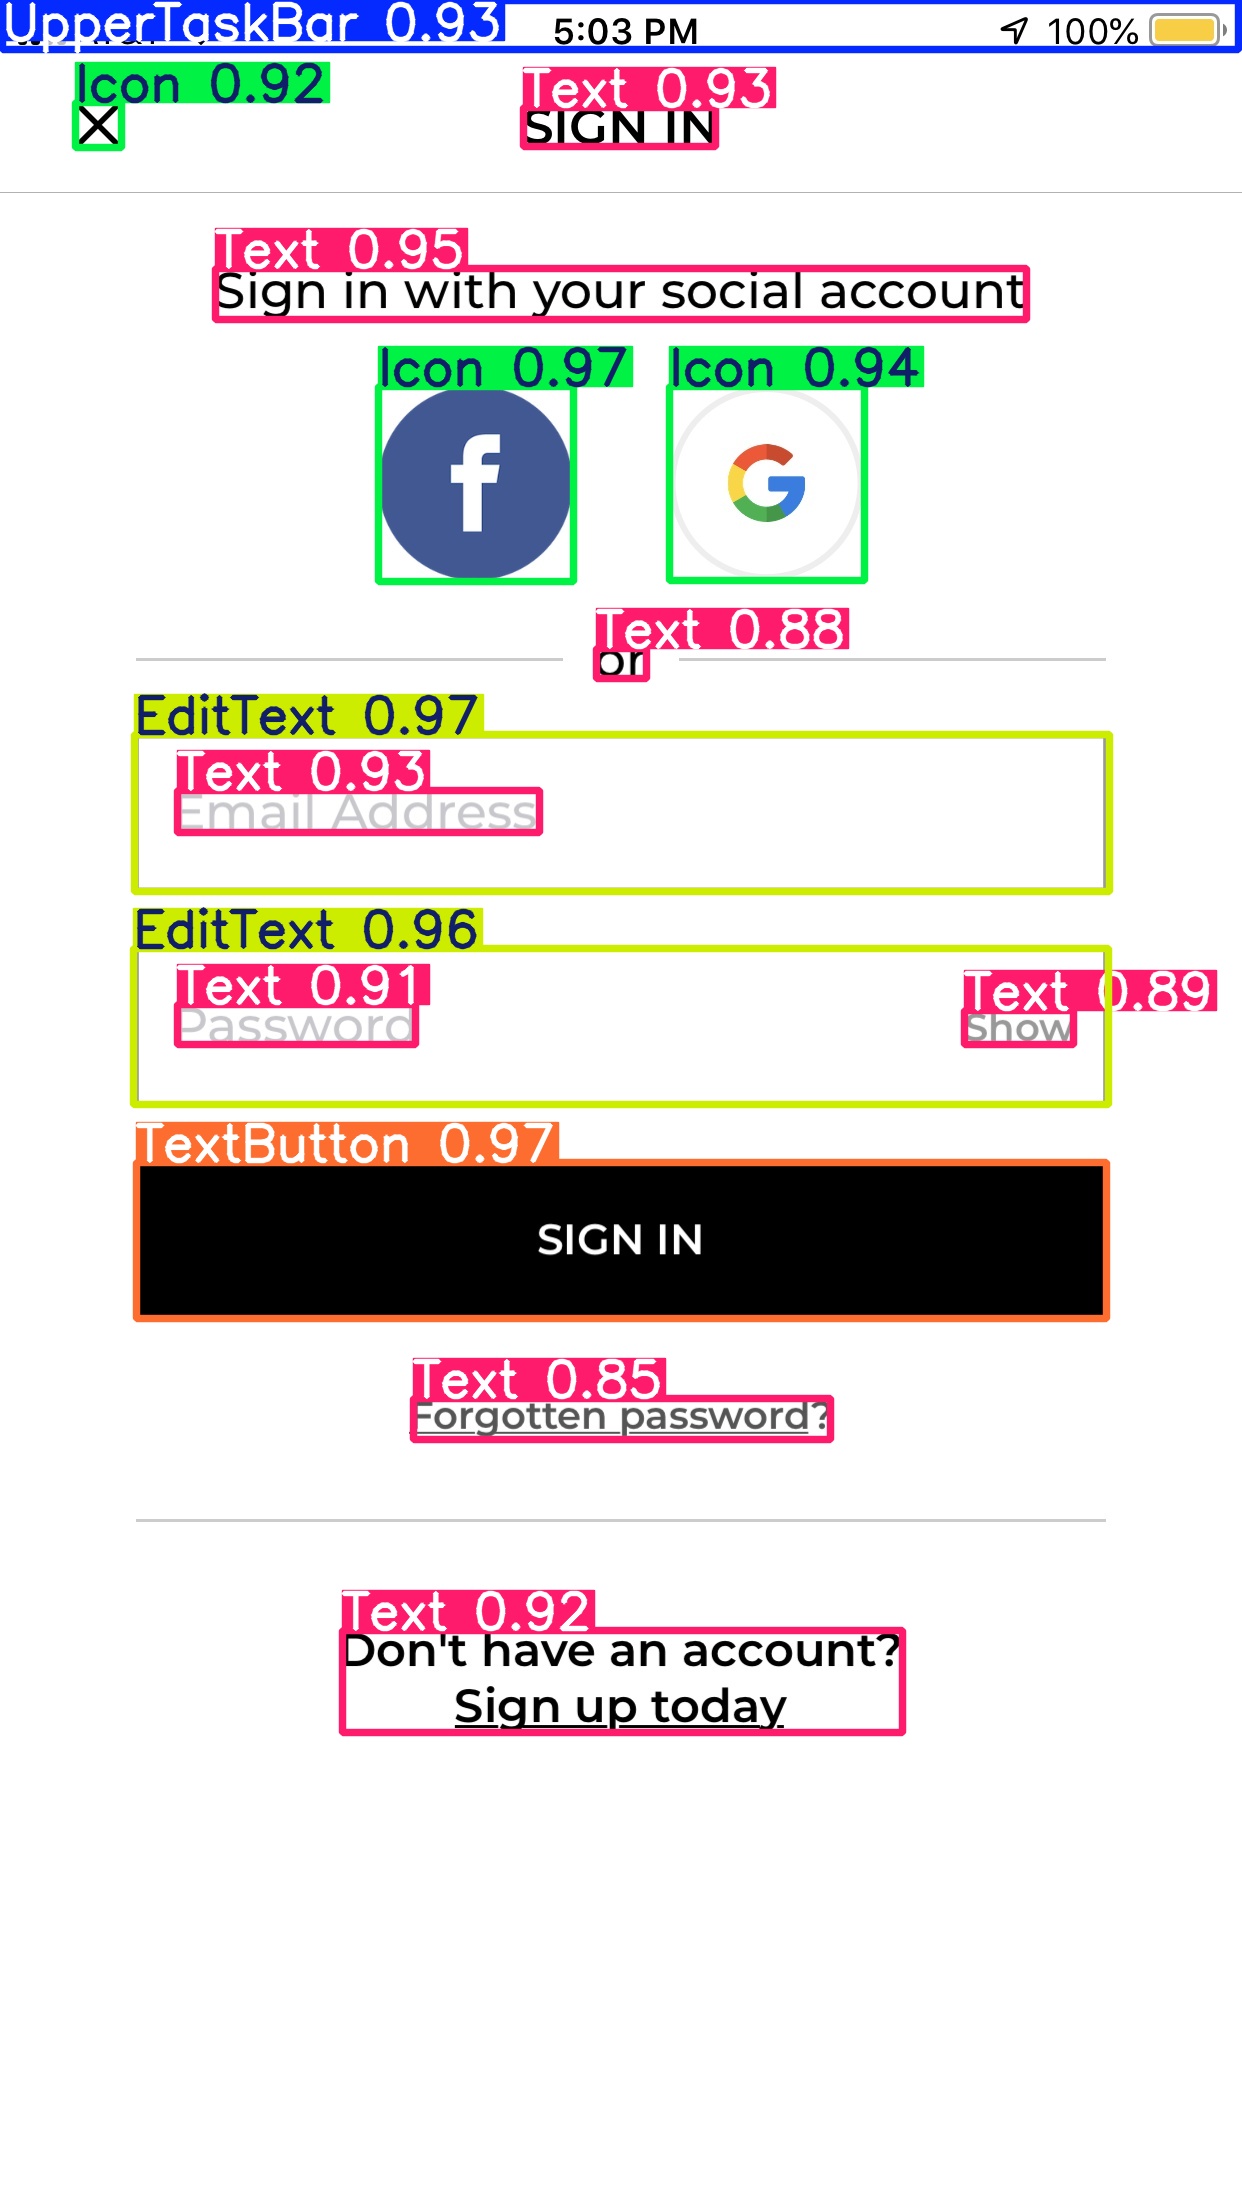 UpperTaskBar 0.93
5:03 PM
100%
Icon 0.92
Text 0.93
SIGN IN
Text 0.95
Sign in with your social account
Icon 0.97
Icon 0.94
f
G
Text 0.88
or
EditText 0.97
Text 0.93
Email Address
EditText 0.96
Text 0.91
Text 0.89
Password
Show
TextButton 0.97
SIGN IN
Text 0.85
Forgotten password?
Text 0.92
Don't have an account?
Sign up today